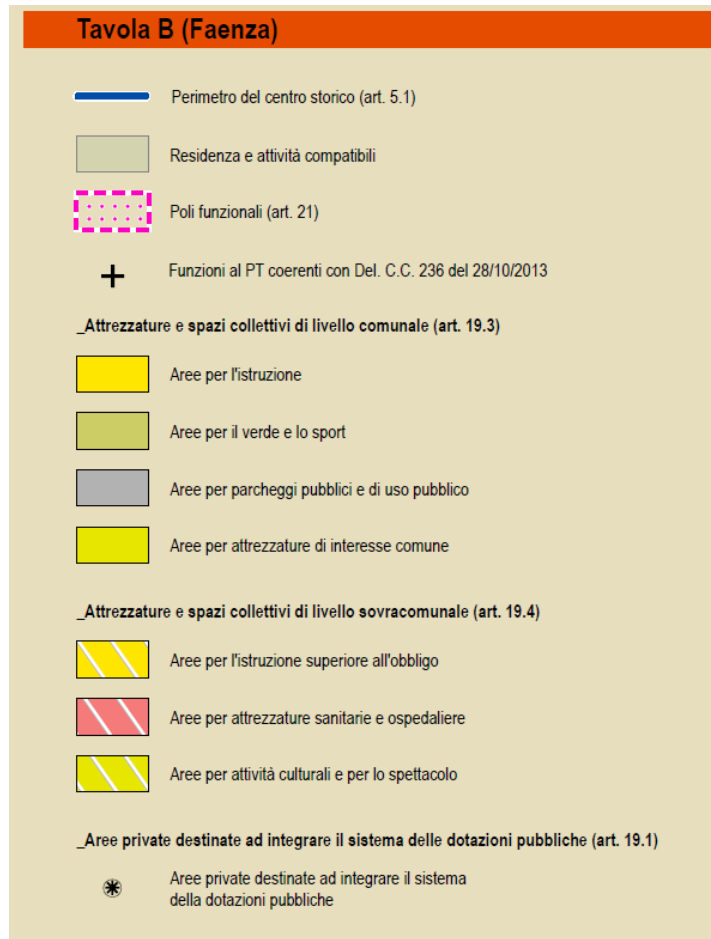 Tavola B (Faenza)
Perimetro del centro storico (art. 5.1)
Residenza e attività compatibili
Poli funzionali (art. 21)
Funzioni al PT coerenti con Del. C.C. 236 del 28/10/2013
_Attrezzature e spazi collettivi di livello comunale (art. 19.3)
Aree per l'istruzione
Aree per il verde e lo sport
Aree per parcheggi pubblici e di uso pubblico
Aree per attrezzature di interesse comune
_Attrezzature e spazi collettivi di livello sovracomunale (art. 19.4)
Aree per l'istruzione superiore all'obbligo
Aree per attrezzature sanitarie e ospedaliere
Aree per attività culturali e per lo spettacolo
_Aree private destinate ad integrare il sistema delle dotazioni pubbliche (art. 19.1)
Aree private destinate ad integrare il sistema
della dotazioni pubbliche